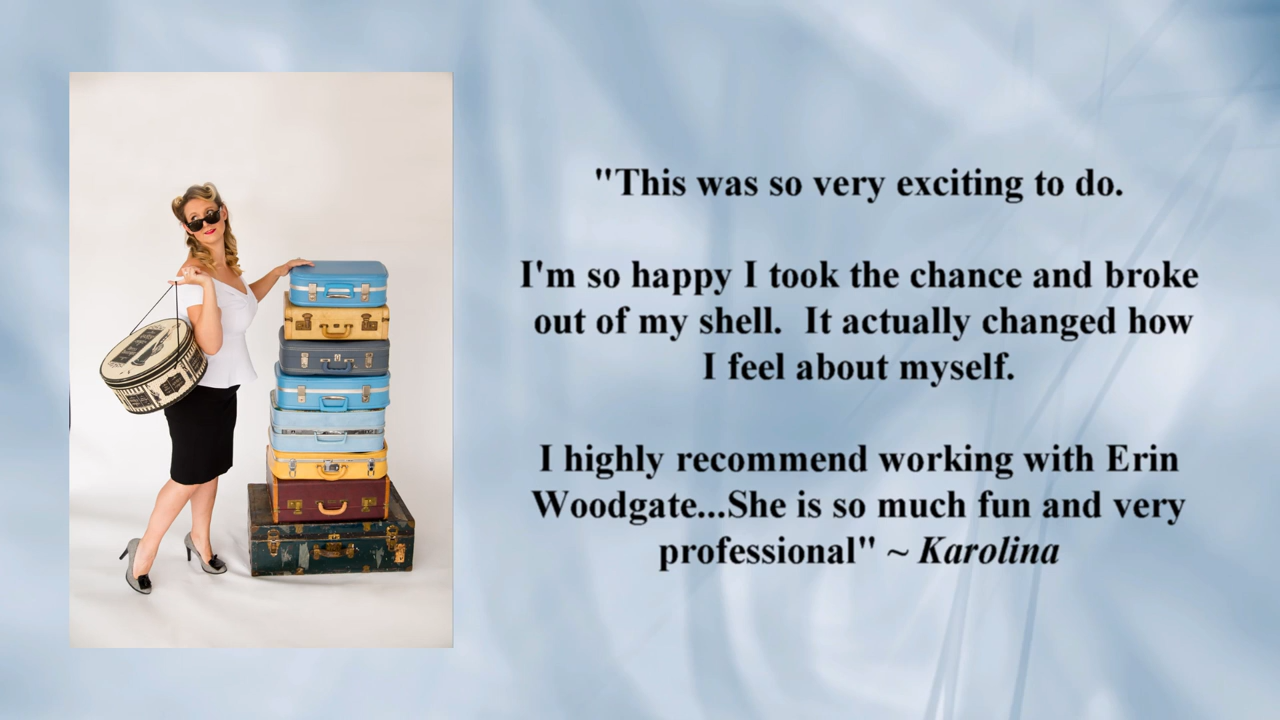 "This was so very exciting to do.
I'm so happy I took the chance and broke
out of my shell.  It actually changed how
I feel about myself.
I highly recommend working with Erin
Woodgate...She is so much fun and very
professional" ~ Karolina